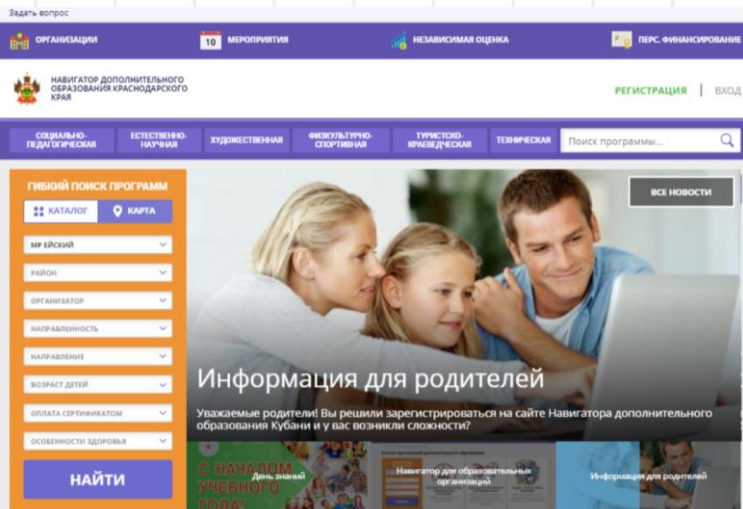 Задать вопрос
ОРГАНИЗАЦИИ
10
МЕРОПРИЯТИЯ
НЕЗАВИСИМАЯ ОЦЕНКА
ПЕРС. ФИНАНСИРОВАНИЕ
НАВИГАТОР ДОПОЛНИТЕЛЬНОГО
ОБРАЗОВАНИЯ КРАСНОДАРСКОГО
КРАЯ
РЕГИСТРАЦИЯ | ВХОД
СОЦИАЛЬНО-
ПЕДАГОГИЧЕСКАЯ
ЕСТЕСТВЕННО-
НАУЧНАЯ
ХУДОЖЕСТВЕННАЯ
ФИЗКУЛЬТУРНО-
СПОРТИВНАЯ
ТУРИСТСКО-
КРАЕВЕДЧЕСКАЯ
ТЕХНИЧЕСКАЯ
Поиск программы...
ГИБКИЙ ПОИСК ПРОГРАММ
КАТАЛОГ
КАРТА
МР ЕЙСКИЙ
РАЙОН
ОРГАНИЗАТОР
НАПРАВЛЕННОСТЬ
НАПРАВЛЕНИЕ
ВОЗРАСТ ДЕТЕЙ
ОПЛАТА СЕРТИФИКАТОМ
ОСОБЕННОСТИ ЗДОРОВЬЯ
НАЙТИ
ВСЕ НОВОСТИ
Информация для родителей
Уважаемые родители! Вы решили зарегистрироваться на сайте Навигатора дополнительного
образования Кубани и у вас возникли сложности?
С НАЧАЛОМ
УЧЕБНОГО
ГОДА!
День знаний
Навигатор для образовательных
организаций
Информация для родителей